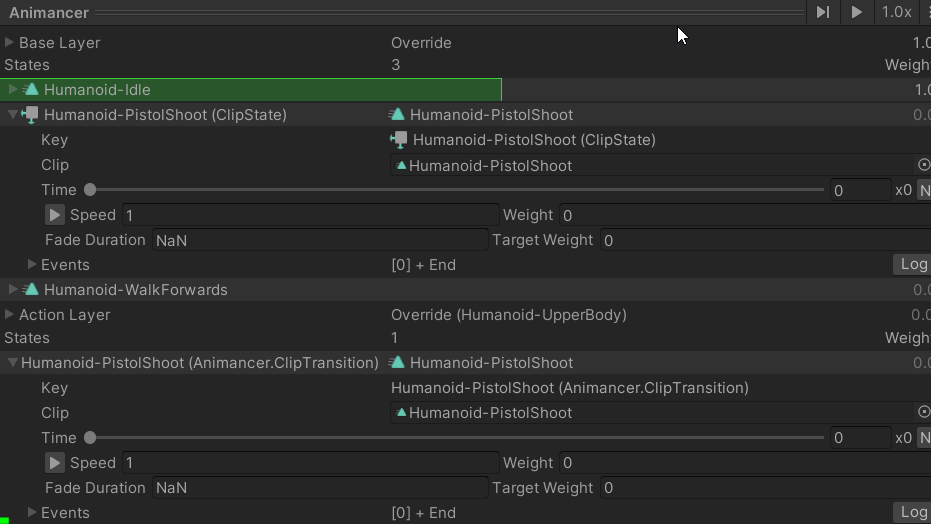 Animancer 1.0x
Base Layer Override 1.0
States 3 Weight
Humanoid-Idle 1.0
Humanoid-PistolShoot (ClipState) Humanoid-PistolShoot 0.0
Key Humanoid-PistolShoot (ClipState)
Clip Humanoid-PistolShoot
Time 0 x0 N
Speed 1 Weight 0
Fade Duration NaN Target Weight 0
Events [0] + End Log
Humanoid-WalkForwards 0.0
Action Layer Override (Humanoid-UpperBody) 0.0
States 1 Weight
Humanoid-PistolShoot (Animancer.ClipTransition) Humanoid-PistolShoot 0.0
Key Humanoid-PistolShoot (Animancer.ClipTransition)
Clip Humanoid-PistolShoot
Time 0 x0 N
Speed 1 Weight 0
Fade Duration NaN Target Weight 0
Events [0] + End Log